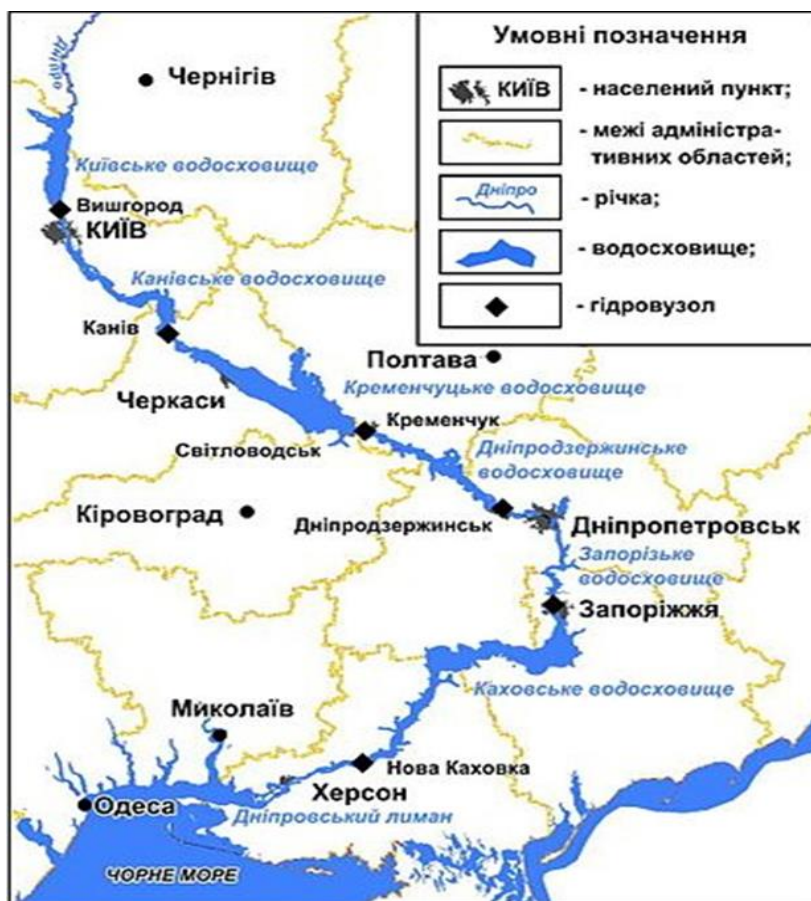 Умовні позначення
КИЇВ
- населений пункт;
- межі адміністра-
тивних областей;
Дніпро
- річка;
- водосховище;
- гідровузол
Дніпро
Чернігів
Київське водосховище
Вишгород
КИЇВ
Канівське водосховище
Канів
Полтава
Кременчуцьке водосховище
Черкаси
Кременчук
Світловодськ
Дніпродзержинське
водосховище
Кіровоград
Дніпродзержинськ
Дніпропетровськ
Запорізьке
водосховище
Запоріжжя
Каховське водосховище
Миколаїв
Нова Каховка
Херсон
Одеса
Дніпровський лиман
ЧОРНЕ МОРЕ